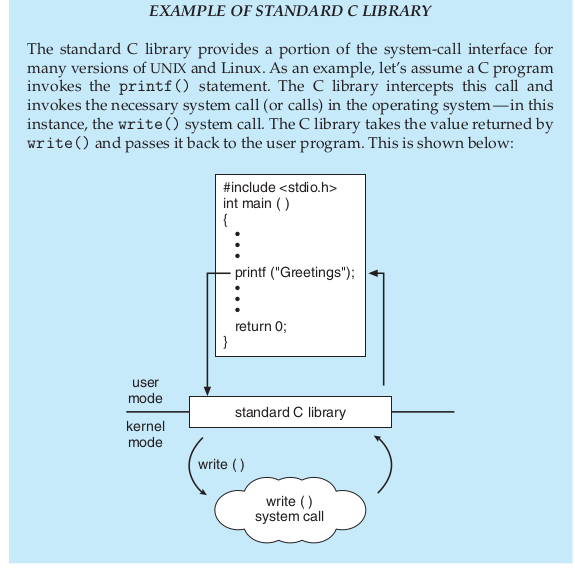 EXAMPLE OF STANDARD C LIBRARY
The standard C library provides a portion of the system-call interface for
many versions of UNIX and Linux. As an example, let's assume a C program
invokes the printf() statement. The C library intercepts this call and
invokes the necessary system call (or calls) in the operating system—in this
instance, the write() system call. The C library takes the value returned by
write() and passes it back to the user program. This is shown below:
#include <stdio.h>
int main ( )
{
•
•
•
printf ("Greetings");
•
•
•
return 0;
}
user
mode
standard C library
kernel
mode
write ( )
write ( )
system call